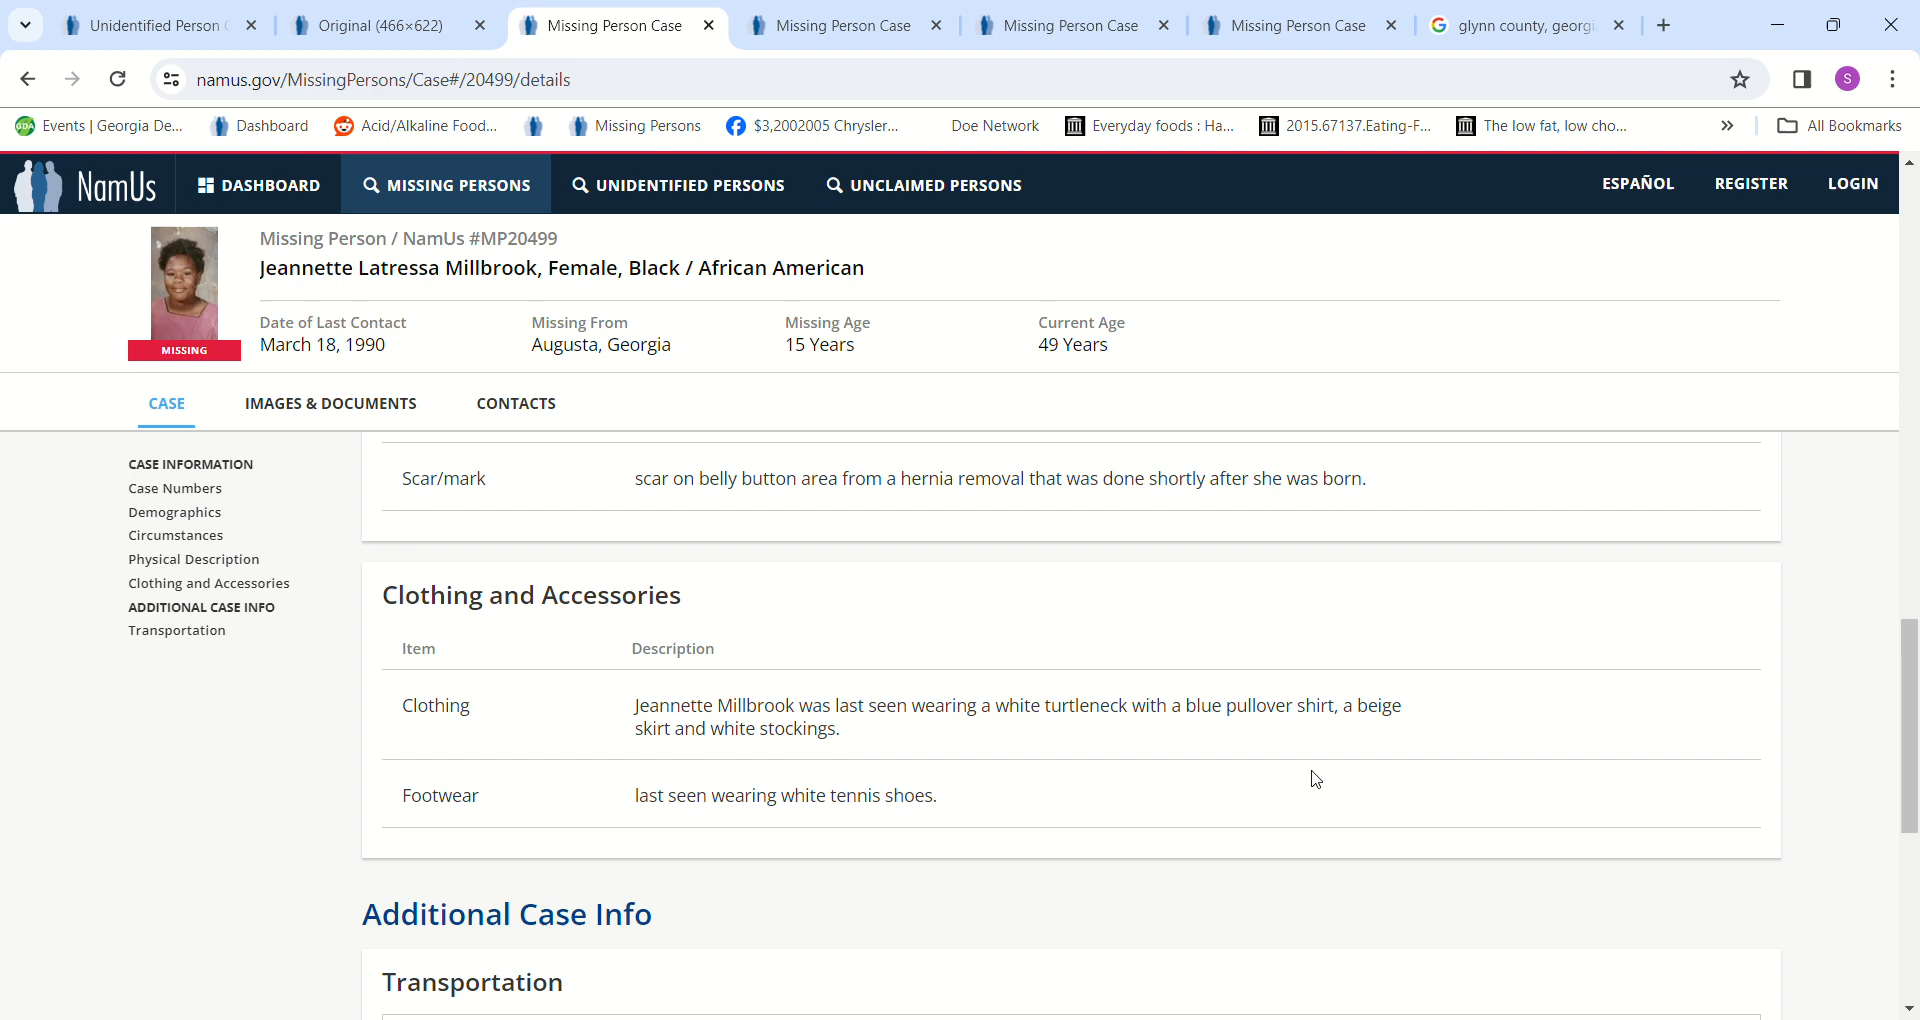 Unidentified Person C
Original (466×622)
Missing Person Case
Missing Person Case
Missing Person Case
Missing Person Case
glynn county, georgi
namus.gov/MissingPersons/Case#/20499/details
S
GDA Events | Georgia De...
Dashboard
Acid/Alkaline Food...
Missing Persons
$3,2002005 Chrysler...
Doe Network
Everyday foods : Ha...
2015.67137.Eating-F...
The low fat, low cho...
All Bookmarks
NamUs
DASHBOARD
MISSING PERSONS
UNIDENTIFIED PERSONS
UNCLAIMED PERSONS
ESPAÑOL
REGISTER
LOGIN
MISSING
Missing Person / NamUs #MP20499
Jeannette Latressa Millbrook, Female, Black / African American
Date of Last Contact
March 18, 1990
Missing From
Augusta, Georgia
Missing Age
15 Years
Current Age
49 Years
CASE
IMAGES & DOCUMENTS
CONTACTS
CASE INFORMATION
Case Numbers
Demographics
Circumstances
Physical Description
Clothing and Accessories
ADDITIONAL CASE INFO
Transportation
Scar/mark
scar on belly button area from a hernia removal that was done shortly after she was born.
Clothing and Accessories
Item
Description
Clothing
Jeannette Millbrook was last seen wearing a white turtleneck with a blue pullover shirt, a beige
skirt and white stockings.
Footwear
last seen wearing white tennis shoes.
Additional Case Info
Transportation